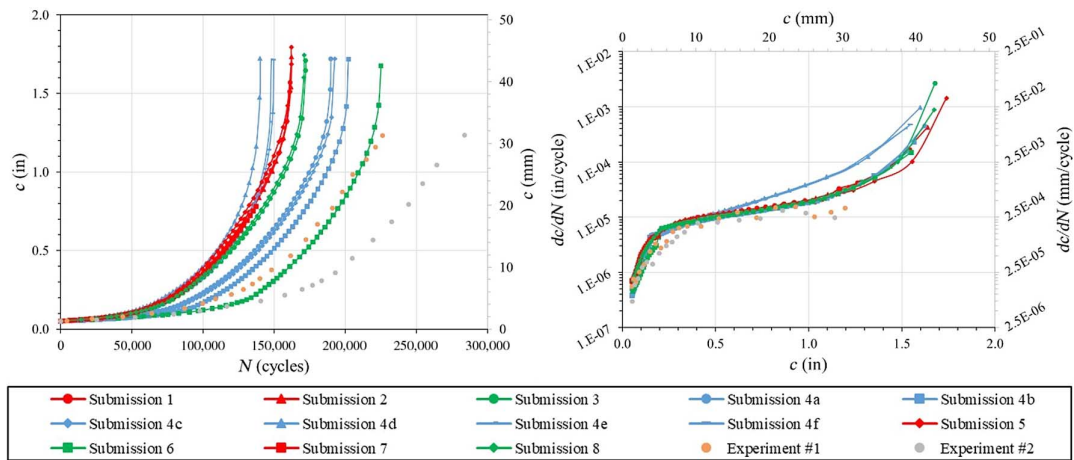 c (mm)
0 10 20 30 40 50
2.0 50
1.E-02 2.5E-01
1.5 40
1.E-03 2.5E-02
30
1.0
1.E-04 2.5E-03
20
1.E-05 2.5E-04
0.5
10
1.E-06 2.5E-05
0.0 0
1.E-07 2.5E-06
c (in)
c (mm)
dc/dN (in/cycle)
dc/dN (mm/cycle)
0 50,000 100,000 150,000 200,000 250,000 300,000
0.0 0.5 1.0 1.5 2.0
N (cycles)
c (in)
Submission 1 Submission 2 Submission 3 Submission 4a Submission 4b
Submission 4c Submission 4d Submission 4e Submission 4f Submission 5
Submission 6 Submission 7 Submission 8 Experiment #1 Experiment #2